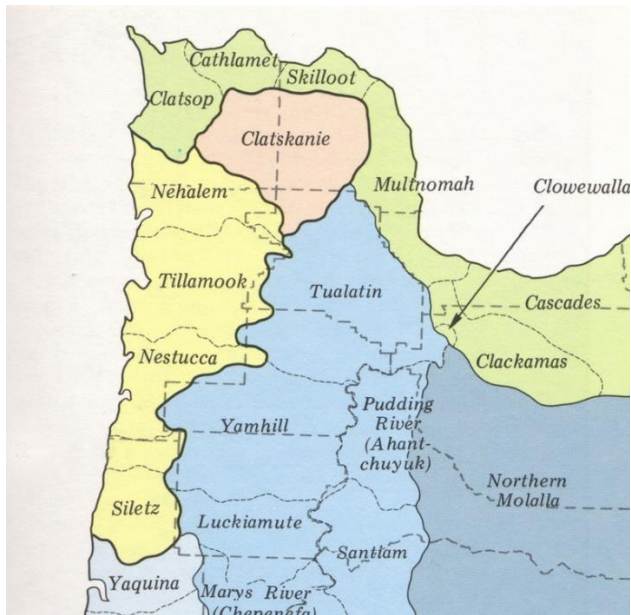 Cathlamet
Skilloot
Clatsop
Clatskanie
Nehalem
Multnomah
Clowewalla
Tillamook
Tualatin
Cascades
Nestucca
Clackamas
Yamhill
Pudding
River
(Ahant-
chuyuk)
Northern
Molalla
Siletz
Luckiamute
Santiam
Yaquina
Marys River
(Chepenefa)